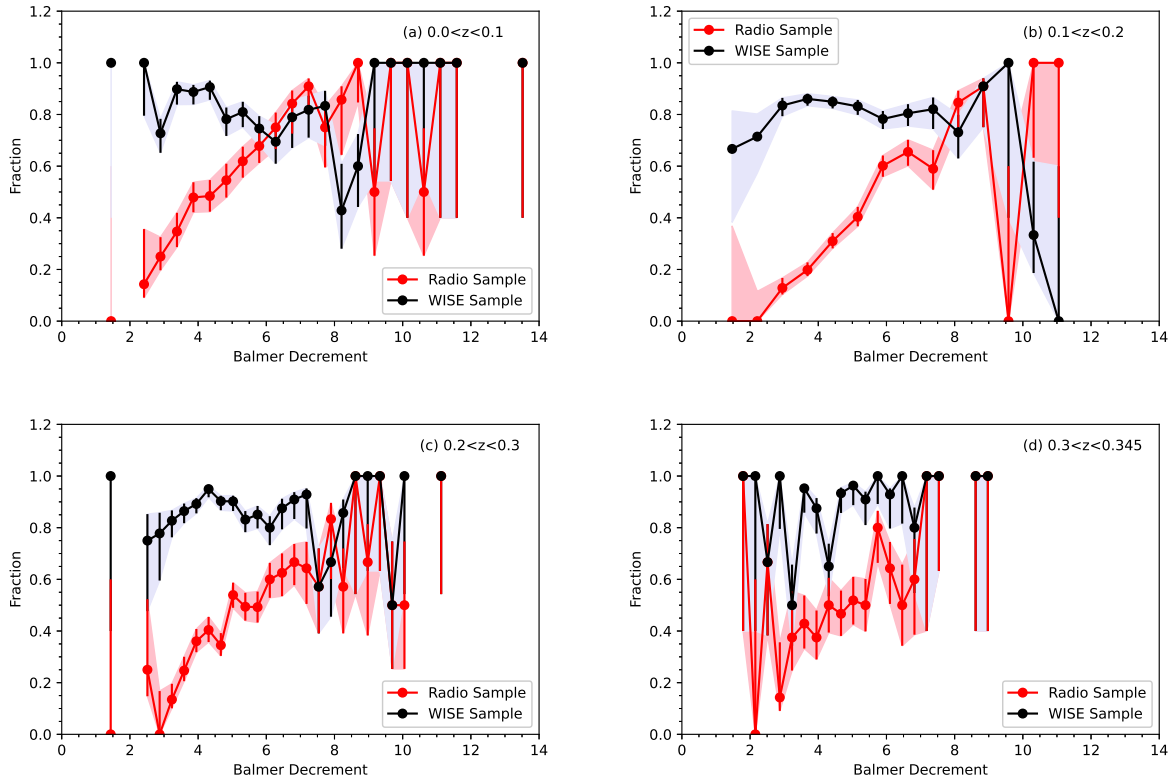 (a) 0.0<z<0.1
Fraction
1.2
1.0
0.8
0.6
0.4
0.2
0.0
Radio Sample
WISE Sample
0 2 4 6 8 10 12 14
Balmer Decrement
(b) 0.1<z<0.2
Radio Sample
WISE Sample
Fraction
1.2
1.0
0.8
0.6
0.4
0.2
0.0
0 2 4 6 8 10 12 14
Balmer Decrement
(c) 0.2<z<0.3
Fraction
1.2
1.0
0.8
0.6
0.4
0.2
0.0
Radio Sample
WISE Sample
0 2 4 6 8 10 12 14
Balmer Decrement
(d) 0.3<z<0.345
Fraction
1.2
1.0
0.8
0.6
0.4
0.2
0.0
Radio Sample
WISE Sample
0 2 4 6 8 10 12 14
Balmer Decrement